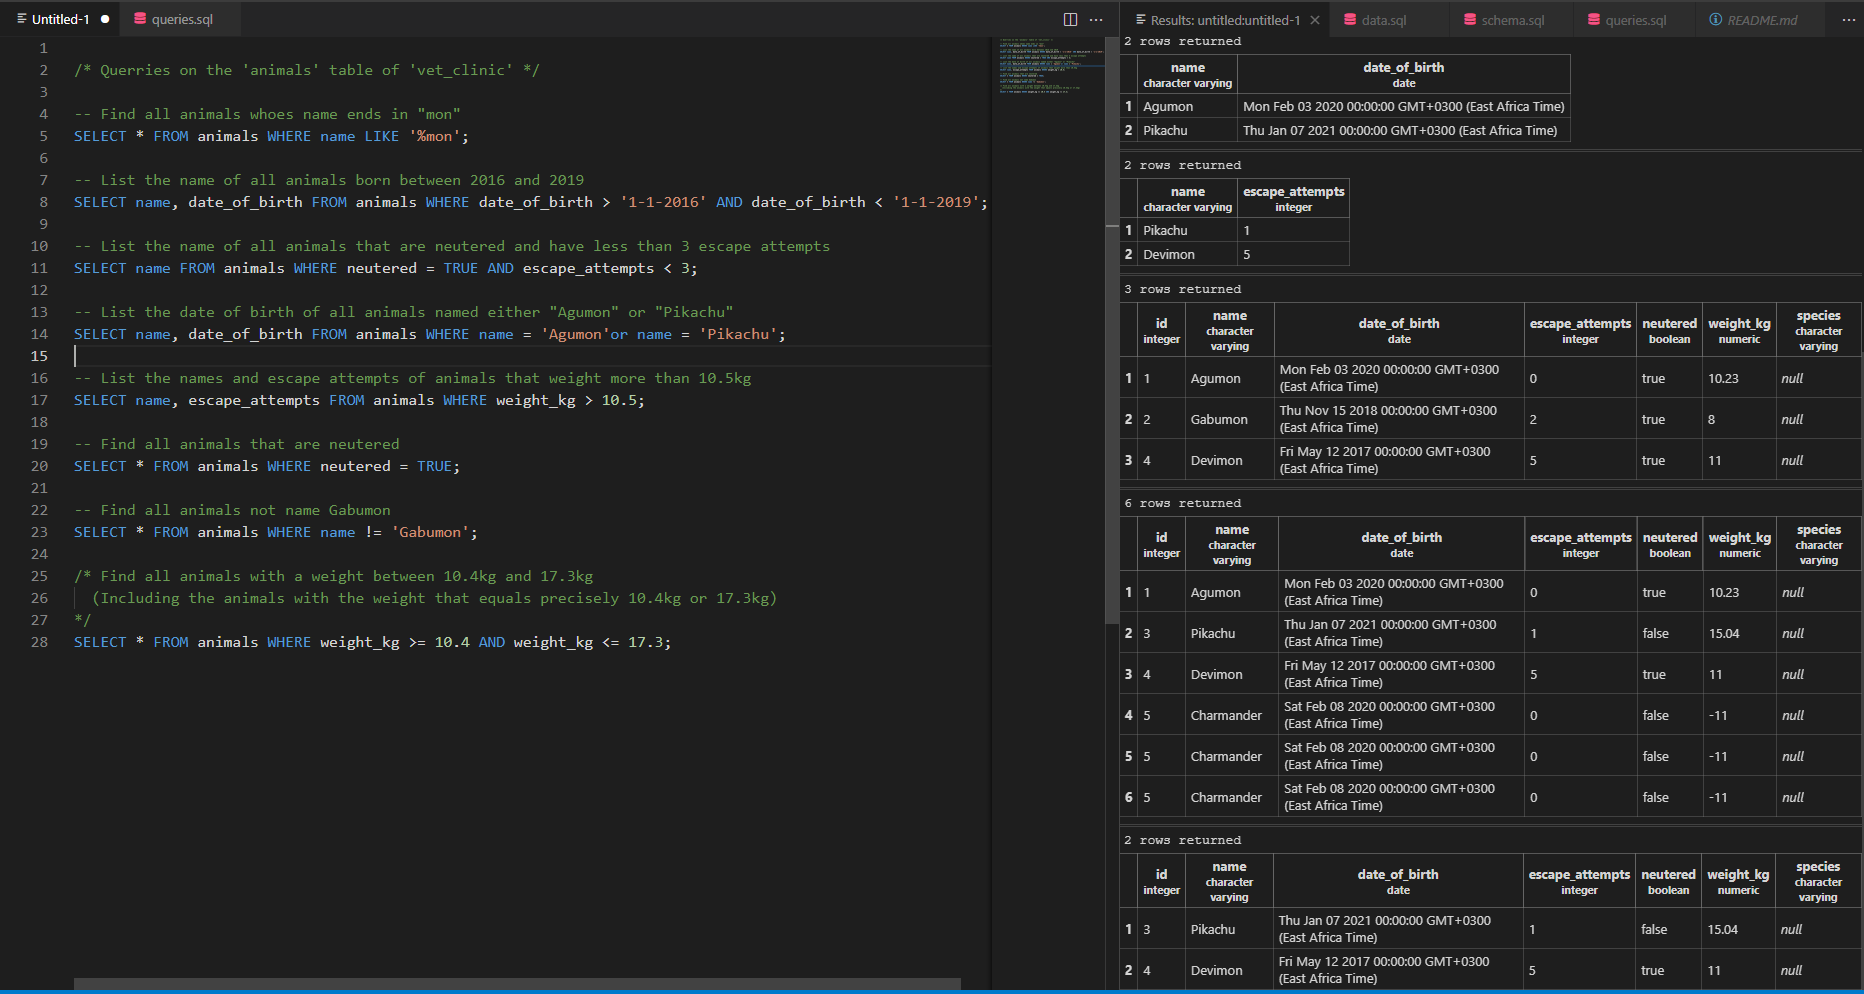 Untitled-1
queries.sql
1
2 /* Querries on the 'animals' table of 'vet_clinic' */
3
4 -- Find all animals whoes name ends in "mon"
5 SELECT * FROM animals WHERE name LIKE '%mon';
6
7 -- List the name of all animals born between 2016 and 2019
8 SELECT name, date_of_birth FROM animals WHERE date_of_birth > '1-1-2016' AND date_of_birth < '1-1-2019';
9
10 -- List the name of all animals that are neutered and have less than 3 escape attempts
11 SELECT name FROM animals WHERE neutered = TRUE AND escape_attempts < 3;
12
13 -- List the date of birth of all animals named either "Agumon" or "Pikachu"
14 SELECT name, date_of_birth FROM animals WHERE name = 'Agumon'or name = 'Pikachu';
15
16 -- List the names and escape attempts of animals that weight more than 10.5kg
17 SELECT name, escape_attempts FROM animals WHERE weight_kg > 10.5;
18
19 -- Find all animals that are neutered
20 SELECT * FROM animals WHERE neutered = TRUE;
21
22 -- Find all animals not name Gabumon
23 SELECT * FROM animals WHERE name != 'Gabumon';
24
25 /* Find all animals with a weight between 10.4kg and 17.3kg
26 (Including the animals with the weight that equals precisely 10.4kg or 17.3kg)
27 */
28 SELECT * FROM animals WHERE weight_kg >= 10.4 AND weight_kg <= 17.3;
Results: untitled:untitled-1
data.sql
schema.sql
queries.sql
README.md
2 rows returned
name date_of_birth
character varying date
1 Agumon Mon Feb 03 2020 00:00:00 GMT+0300 (East Africa Time)
2 Pikachu Thu Jan 07 2021 00:00:00 GMT+0300 (East Africa Time)
2 rows returned
name escape_attempts
character varying integer
1 Pikachu 1
2 Devimon 5
3 rows returned
id name date_of_birth escape_attempts neutered weight_kg species
integer character varying date integer boolean numeric character varying
1 1 Agumon Mon Feb 03 2020 00:00:00 GMT+0300 0 true 10.23 null
(East Africa Time)
2 2 Gabumon Thu Nov 15 2018 00:00:00 GMT+0300 2 true 8 null
(East Africa Time)
3 4 Devimon Fri May 12 2017 00:00:00 GMT+0300 5 true 11 null
(East Africa Time)
6 rows returned
id name date_of_birth escape_attempts neutered weight_kg species
integer character varying date integer boolean numeric character varying
1 1 Agumon Mon Feb 03 2020 00:00:00 GMT+0300 0 true 10.23 null
(East Africa Time)
2 3 Pikachu Thu Jan 07 2021 00:00:00 GMT+0300 1 false 15.04 null
(East Africa Time)
3 4 Devimon Fri May 12 2017 00:00:00 GMT+0300 5 true 11 null
(East Africa Time)
4 5 Charmander Sat Feb 08 2020 00:00:00 GMT+0300 0 false -11 null
(East Africa Time)
5 5 Charmander Sat Feb 08 2020 00:00:00 GMT+0300 0 false -11 null
(East Africa Time)
6 5 Charmander Sat Feb 08 2020 00:00:00 GMT+0300 0 false -11 null
(East Africa Time)
2 rows returned
id name date_of_birth escape_attempts neutered weight_kg species
integer character varying date integer boolean numeric character varying
1 3 Pikachu Thu Jan 07 2021 00:00:00 GMT+0300 1 false 15.04 null
(East Africa Time)
2 4 Devimon Fri May 12 2017 00:00:00 GMT+0300 5 true 11 null
(East Africa Time)